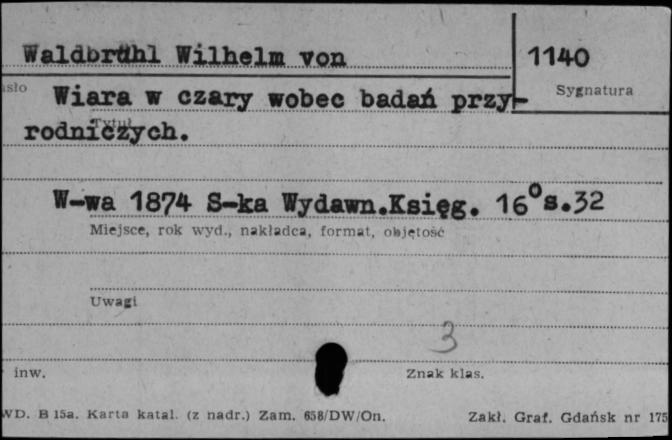 Waldbrühl Wilhelm von 1140
Sygnatura
Wiara w czary wobec badań przy-
Tytuł
rodniczych.
W-wa 1874 S-ka Wydawn.Księg. 16° s.32
Miejsce, rok wyd., nakładca, format, objętość
Uwagi
3
inw. Znak klas.
WD. B 15a. Karta katal. (z nadr.) Zam. 658/DW/On. Zakł. Graf. Gdańsk nr 175